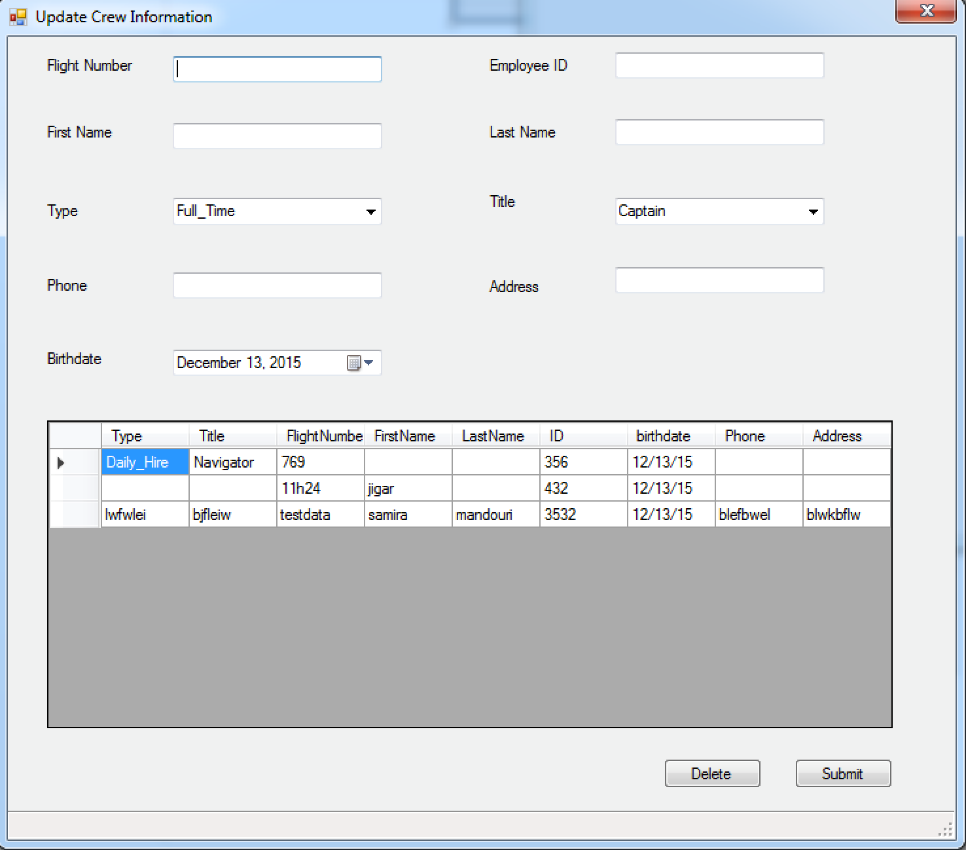 Update Crew Information
Flight Number
Employee ID
First Name
Last Name
Type Full_Time
Title Captain
Phone
Address
Birthdate December 13, 2015
Type Title FlightNumbe FirstName LastName ID birthdate Phone Address
Daily_Hire Navigator 769 356 12/13/15
11h24 jigar 432 12/13/15
lwfwlei bjfleiw testdata samira mandouri 3532 12/13/15 blefbwel blwkbflw
Delete Submit